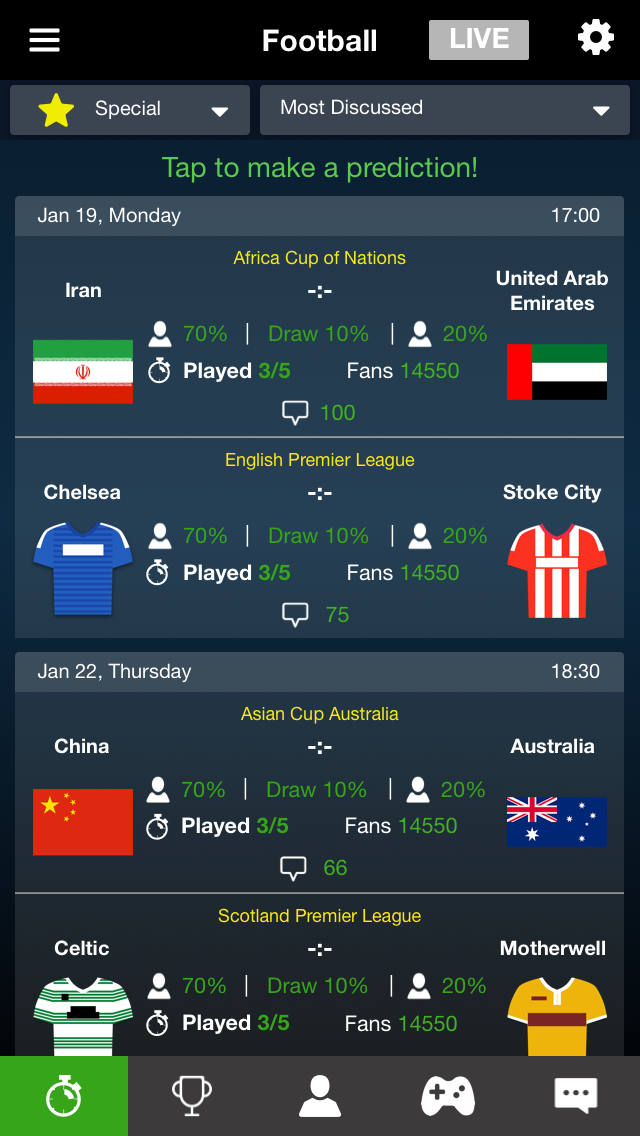 Football LIVE
Special Most Discussed
Tap to make a prediction!
Jan 19, Monday 17:00
Africa Cup of Nations
Iran -:- United Arab Emirates
70% | Draw 10% | 20%
Played 3/5 Fans 14550
100
English Premier League
Chelsea -:- Stoke City
70% | Draw 10% | 20%
Played 3/5 Fans 14550
75
Jan 22, Thursday 18:30
Asian Cup Australia
China -:- Australia
70% | Draw 10% | 20%
Played 3/5 Fans 14550
66
Scotland Premier League
Celtic -:- Motherwell
70% | Draw 10% | 20%
Played 3/5 Fans 14550